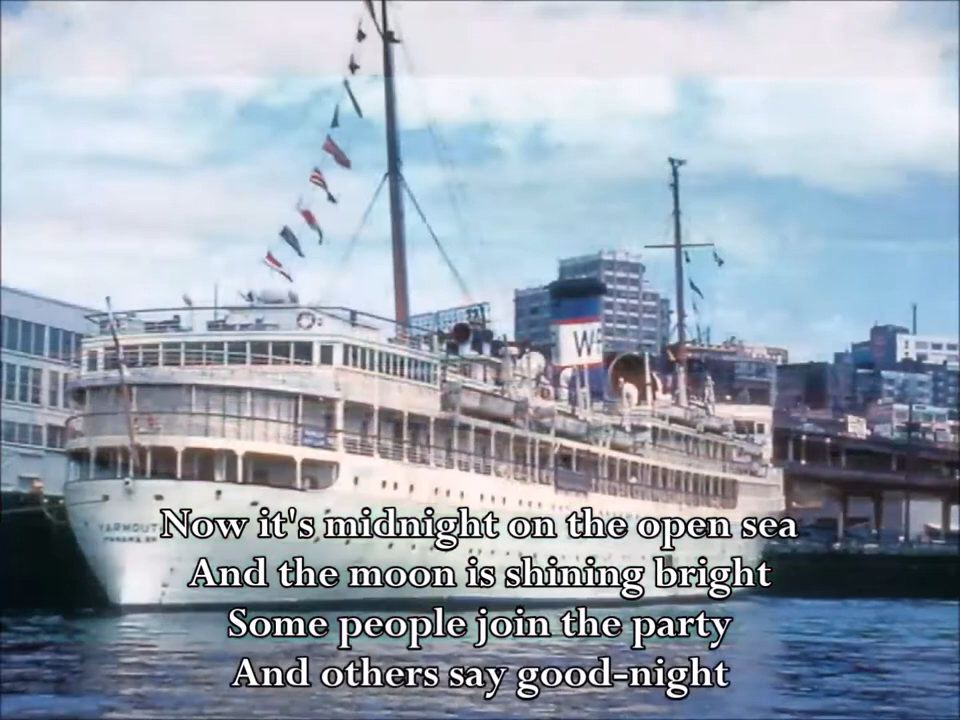 W
YARMOUTH
Now it's midnight on the open sea
And the moon is shining bright
Some people join the party
And others say good-night